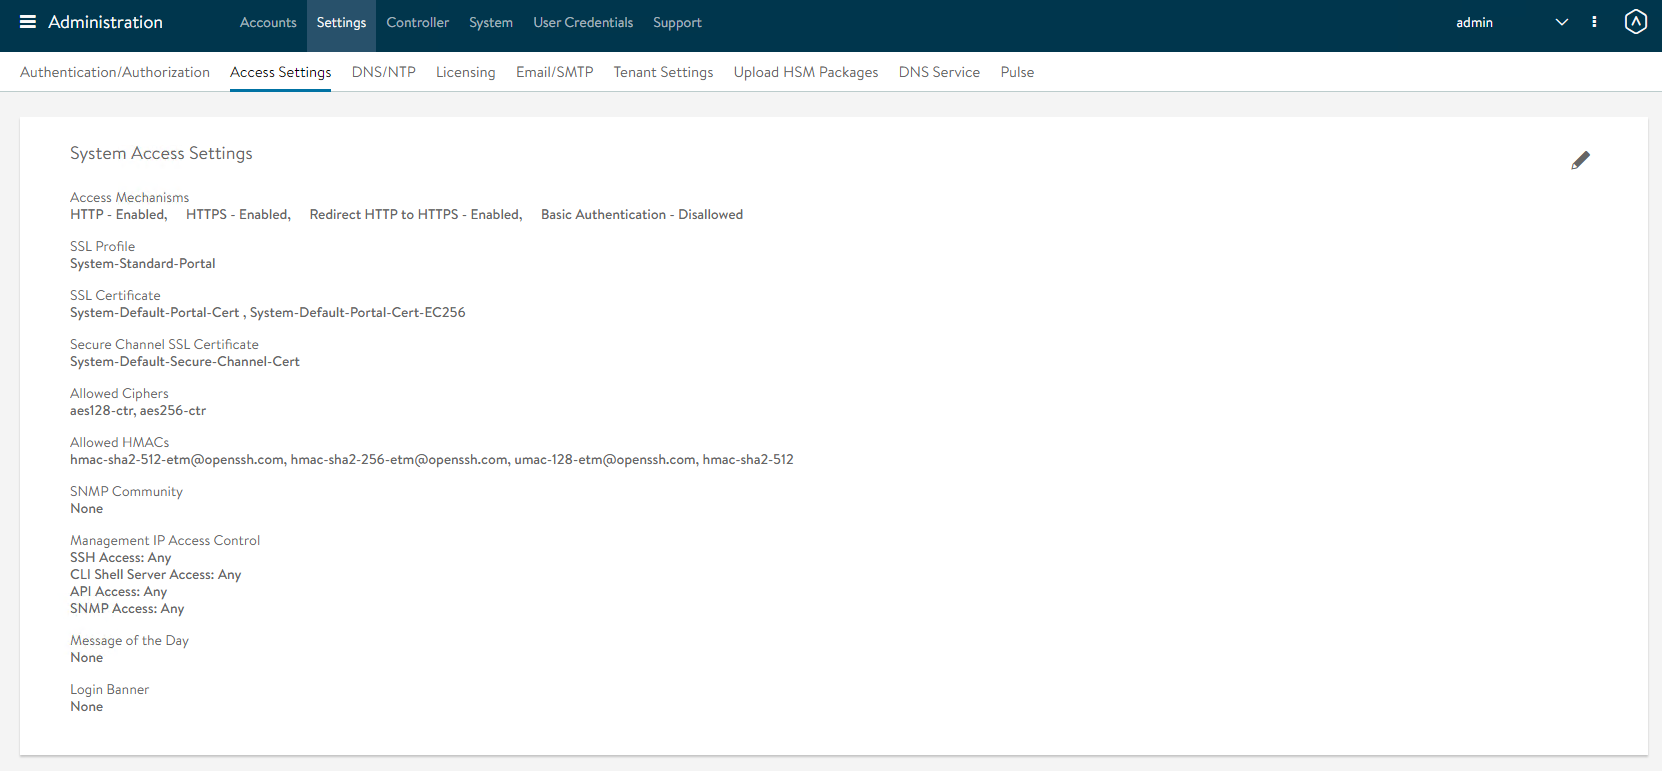 Administration Accounts Settings Controller System User Credentials Support admin
Authentication/Authorization Access Settings DNS/NTP Licensing Email/SMTP Tenant Settings Upload HSM Packages DNS Service Pulse
System Access Settings
Access Mechanisms
HTTP - Enabled, HTTPS - Enabled, Redirect HTTP to HTTPS - Enabled, Basic Authentication - Disallowed
SSL Profile
System-Standard-Portal
SSL Certificate
System-Default-Portal-Cert , System-Default-Portal-Cert-EC256
Secure Channel SSL Certificate
System-Default-Secure-Channel-Cert
Allowed Ciphers
aes128-ctr, aes256-ctr
Allowed HMACs
hmac-sha2-512-etm@openssh.com, hmac-sha2-256-etm@openssh.com, umac-128-etm@openssh.com, hmac-sha2-512
SNMP Community
None
Management IP Access Control
SSH Access: Any
CLI Shell Server Access: Any
API Access: Any
SNMP Access: Any
Message of the Day
None
Login Banner
None